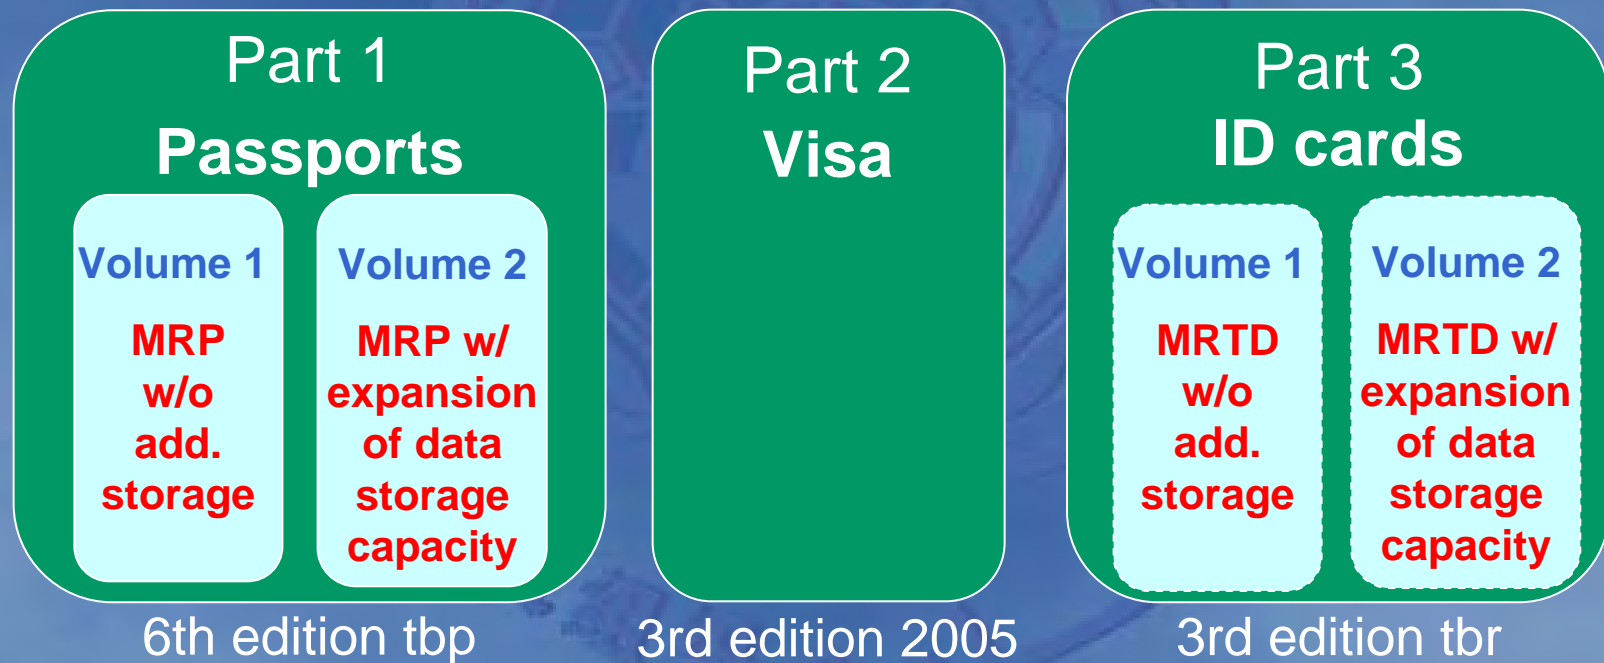 Part 1
Passports
Volume 1
MRP
w/o
add.
storage
Volume 2
MRP w/
expansion
of data
storage
capacity
6th edition tbp
Part 2
Visa
3rd edition 2005
Part 3
ID cards
Volume 1
MRTD
w/o
add.
storage
Volume 2
MRTD w/
expansion
of data
storage
capacity
3rd edition tbr